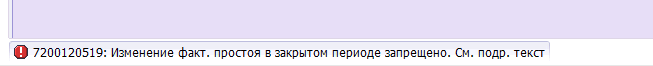 7200120519: Изменение факт. простоя в закрытом периоде запрещено. См. подр. текст